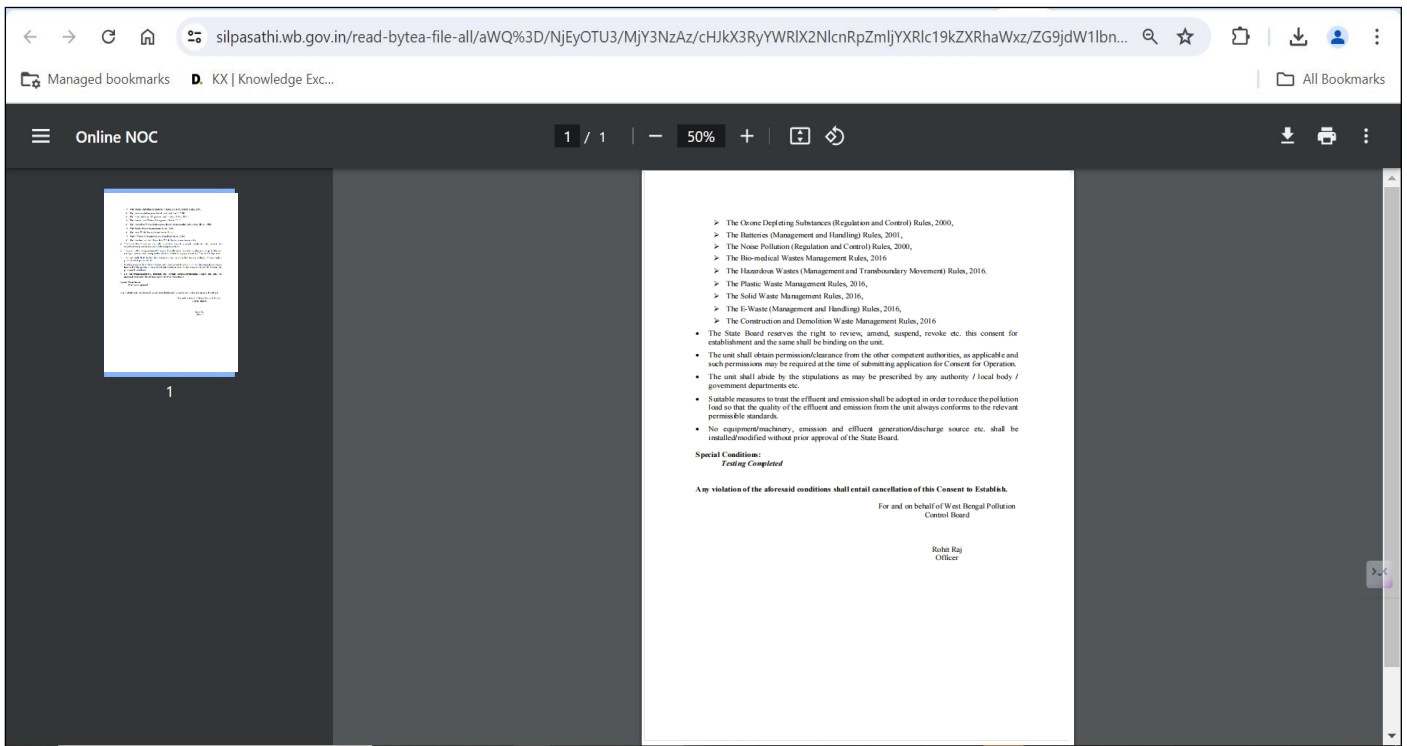 silpasathi.wb.gov.in/read-bytea-file-all/aWQ%3D/NjEyOTU3/MjY3NzAz/cHJkX3RyYWRlX2NlcnRpZmljYXRlc19kZXRhaWxz/ZG9jdW1lbn...
Managed bookmarks D. KX | Knowledge Exc... All Bookmarks
Online NOC 1 / 1 50%
1
➢ The Ozone Depleting Substances (Regulation and Control) Rules, 2000,
➢ The Batteries (Management and Handling) Rules, 2001,
➢ The Noise Pollution (Regulation and Control) Rules, 2000,
➢ The Bio-medical Wastes Management Rules, 2016
➢ The Hazardous Wastes (Management and Transboundary Movement) Rules, 2016.
➢ The Plastic Waste Management Rules, 2016,
➢ The Solid Waste Management Rules, 2016,
➢ The E-Waste (Management and Handling) Rules, 2016,
➢ The Construction and Demolition Waste Management Rules, 2016
• The State Board reserves the right to review, amend, suspend, revoke etc. this consent for
establishment and the same shall be binding on the unit.
• The unit shall obtain permission/clearance from the other competent authorities, as applicable and
such permissions may be required at the time of submitting application for Consent for Operation.
• The unit shall abide by the stipulations as may be prescribed by any authority / local body /
government departments etc.
• Suitable measures to treat the effluent and emission shall be adopted in order to reduce the pollution
load so that the quality of the effluent and emission from the unit always conforms to the relevant
permissible standards.
• No equipment/machinery, emission and effluent generation/discharge source etc. shall be
installed/modified without prior approval of the State Board.
Special Conditions:
Testing Completed
Any violation of the aforesaid conditions shall entail cancellation of this Consent to Establish.
For and on behalf of West Bengal Pollution
Control Board
Rohit Raj
Officer